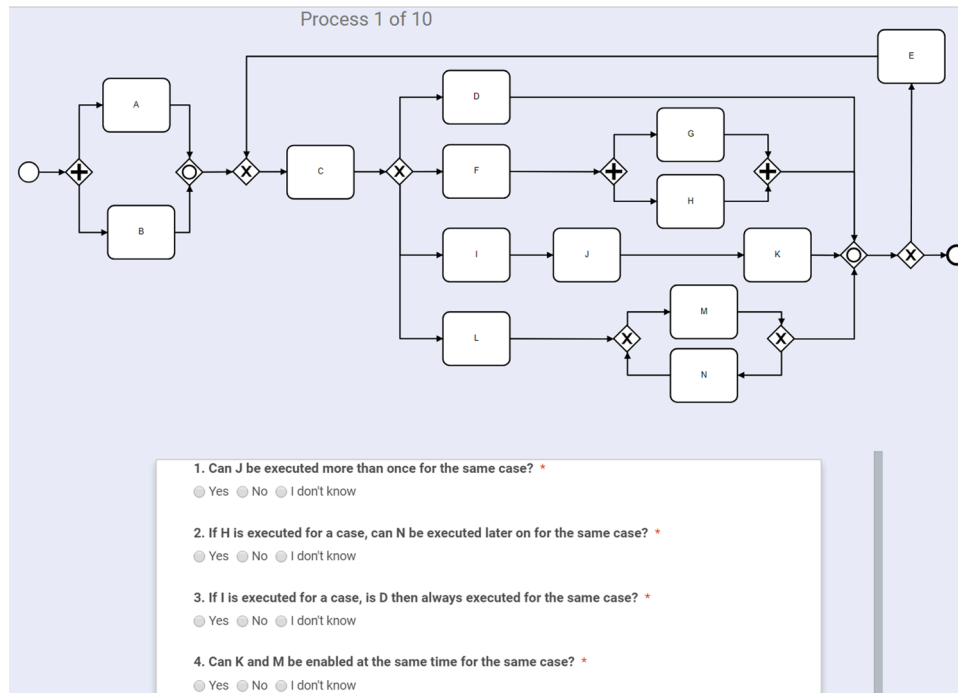 Process 1 of 10
E
A
D
G
C
F
H
B
I
J
K
M
L
N
1. Can J be executed more than once for the same case? *
Yes No I don't know
2. If H is executed for a case, can N be executed later on for the same case? *
Yes No I don't know
3. If I is executed for a case, is D then always executed for the same case? *
Yes No I don't know
4. Can K and M be enabled at the same time for the same case? *
Yes No I don't know